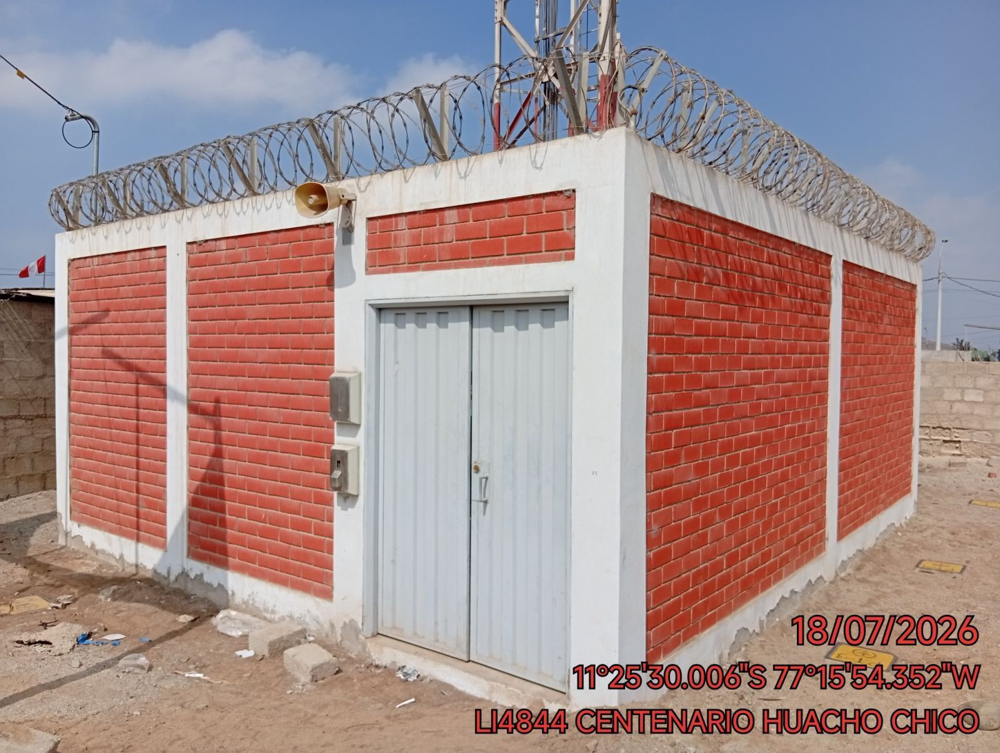 18/07/2026
11°25'30.006"S 77°15'54.352"W
LI4844 CENTENARIO HUACHO CHICO